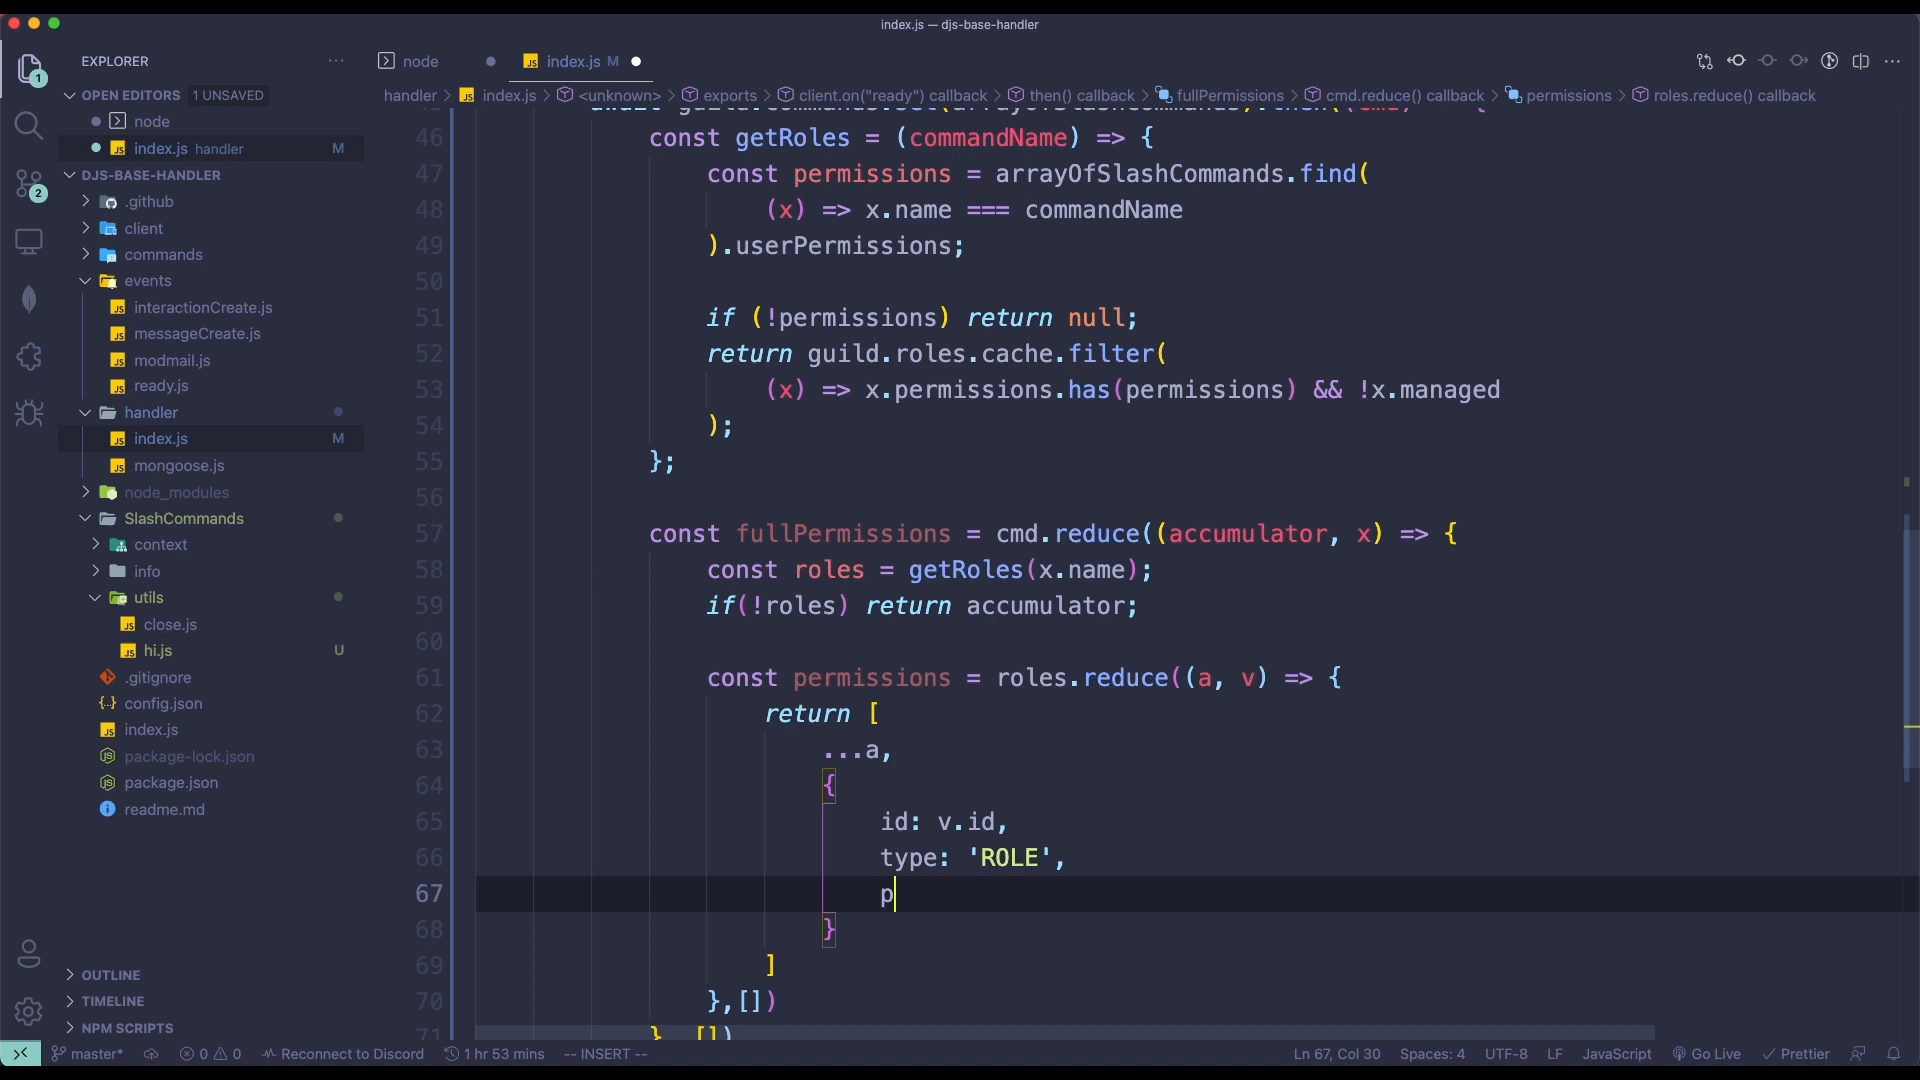 index.js — djs-base-handler
EXPLORER
OPEN EDITORS 1 UNSAVED
node
index.js handler M
DJS-BASE-HANDLER
.github
client
commands
events
interactionCreate.js
messageCreate.js
modmail.js
ready.js
handler
index.js M
mongoose.js
node_modules
SlashCommands
context
info
utils
close.js
hi.js U
.gitignore
config.json
index.js
package-lock.json
package.json
readme.md
OUTLINE
TIMELINE
NPM SCRIPTS
1
2
node
index.js M
handler > index.js > <unknown> > exports > client.on("ready") callback > then() callback > fullPermissions > cmd.reduce() callback > permissions > roles.reduce() callback
46 const getRoles = (commandName) => {
47 const permissions = arrayOfSlashCommands.find(
48 (x) => x.name === commandName
49 ).userPermissions;
50
51 if (!permissions) return null;
52 return guild.roles.cache.filter(
53 (x) => x.permissions.has(permissions) && !x.managed
54 );
55 };
56
57 const fullPermissions = cmd.reduce((accumulator, x) => {
58 const roles = getRoles(x.name);
59 if(!roles) return accumulator;
60
61 const permissions = roles.reduce((a, v) => {
62 return [
63 ...a,
64 {
65 id: v.id,
66 type: 'ROLE',
67 p
68 }
69 ]
70 },[])
71 }, [])
master* 0 0 Reconnect to Discord 1 hr 53 mins -- INSERT -- Ln 67, Col 30 Spaces: 4 UTF-8 LF JavaScript Go Live Prettier